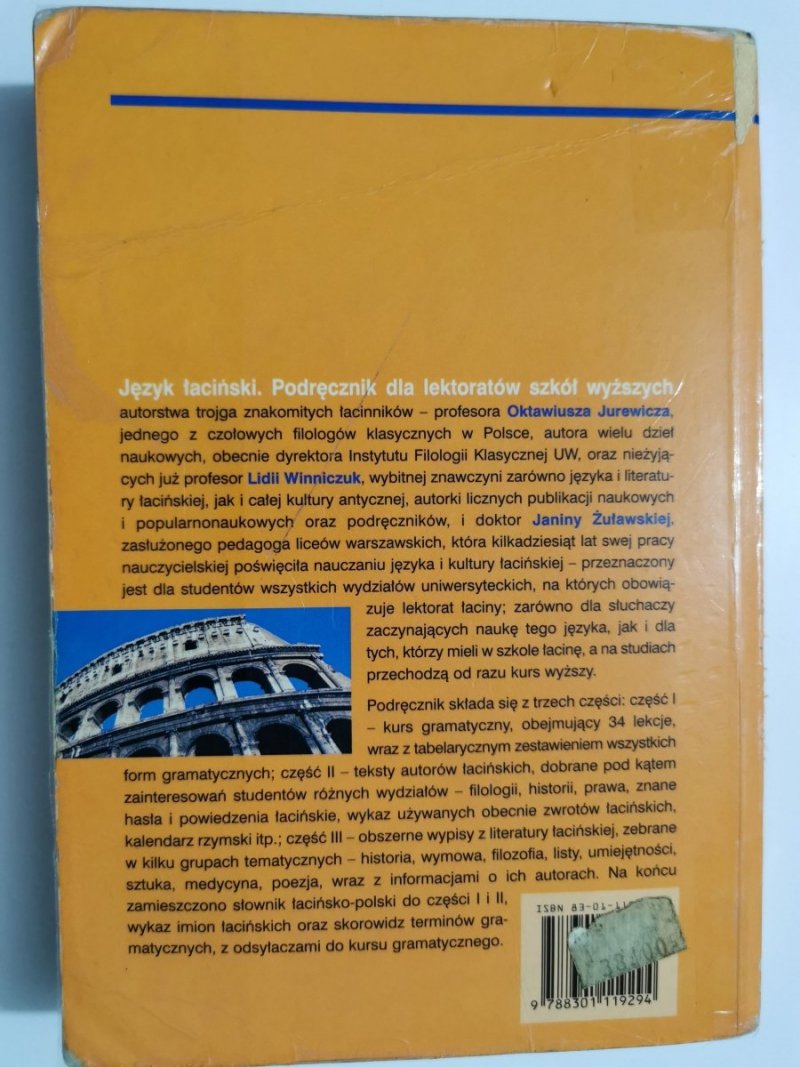 Język łaciński. Podręcznik dla lektoratów szkół wyższych
autorstwa trojga znakomitych łacinników – profesora Oktawiusza Jurewicza,
jednego z czołowych filologów klasycznych w Polsce, autora wielu dzieł
naukowych, obecnie dyrektora Instytutu Filologii Klasycznej UW, oraz nieżyją-
cych już profesor Lidii Winniczuk, wybitnej znawczyni zarówno języka i literatu-
ry łacińskiej, jak i całej kultury antycznej, autorki licznych publikacji naukowych
i popularnonaukowych oraz podręczników, i doktor Janiny Żuławskiej,
zasłużonego pedagoga liceów warszawskich, która kilkadziesiąt lat swej pracy
nauczycielskiej poświęciła nauczaniu języka i kultury łacińskiej – przeznaczony
jest dla studentów wszystkich wydziałów uniwersyteckich, na których obowią-
zuje lektorat łaciny; zarówno dla słuchaczy
zaczynających naukę tego języka, jak i dla
tych, którzy mieli w szkole łacinę, a na studiach
przechodzą od razu kurs wyższy.
Podręcznik składa się z trzech części: część I
– kurs gramatyczny, obejmujący 34 lekcje,
wraz z tabelarycznym zestawieniem wszystkich
form gramatycznych; część II – teksty autorów łacińskich, dobrane pod kątem
zainteresowań studentów różnych wydziałów – filologii, historii, prawa, znane
hasła i powiedzenia łacińskie, wykaz używanych obecnie zwrotów łacińskich,
kalendarz rzymski itp.; część III – obszerne wypisy z literatury łacińskiej, zebrane
w kilku grupach tematycznych – historia, wymowa, filozofia, listy, umiejętności,
sztuka, medycyna, poezja, wraz z informacjami o ich autorach. Na końcu
zamieszczono słownik łacińsko-polski do części I i II,
wykaz imion łacińskich oraz skorowidz terminów gra-
matycznych, z odsyłaczami do kursu gramatycznego.
ISBN 83-01-
9 788301 119294